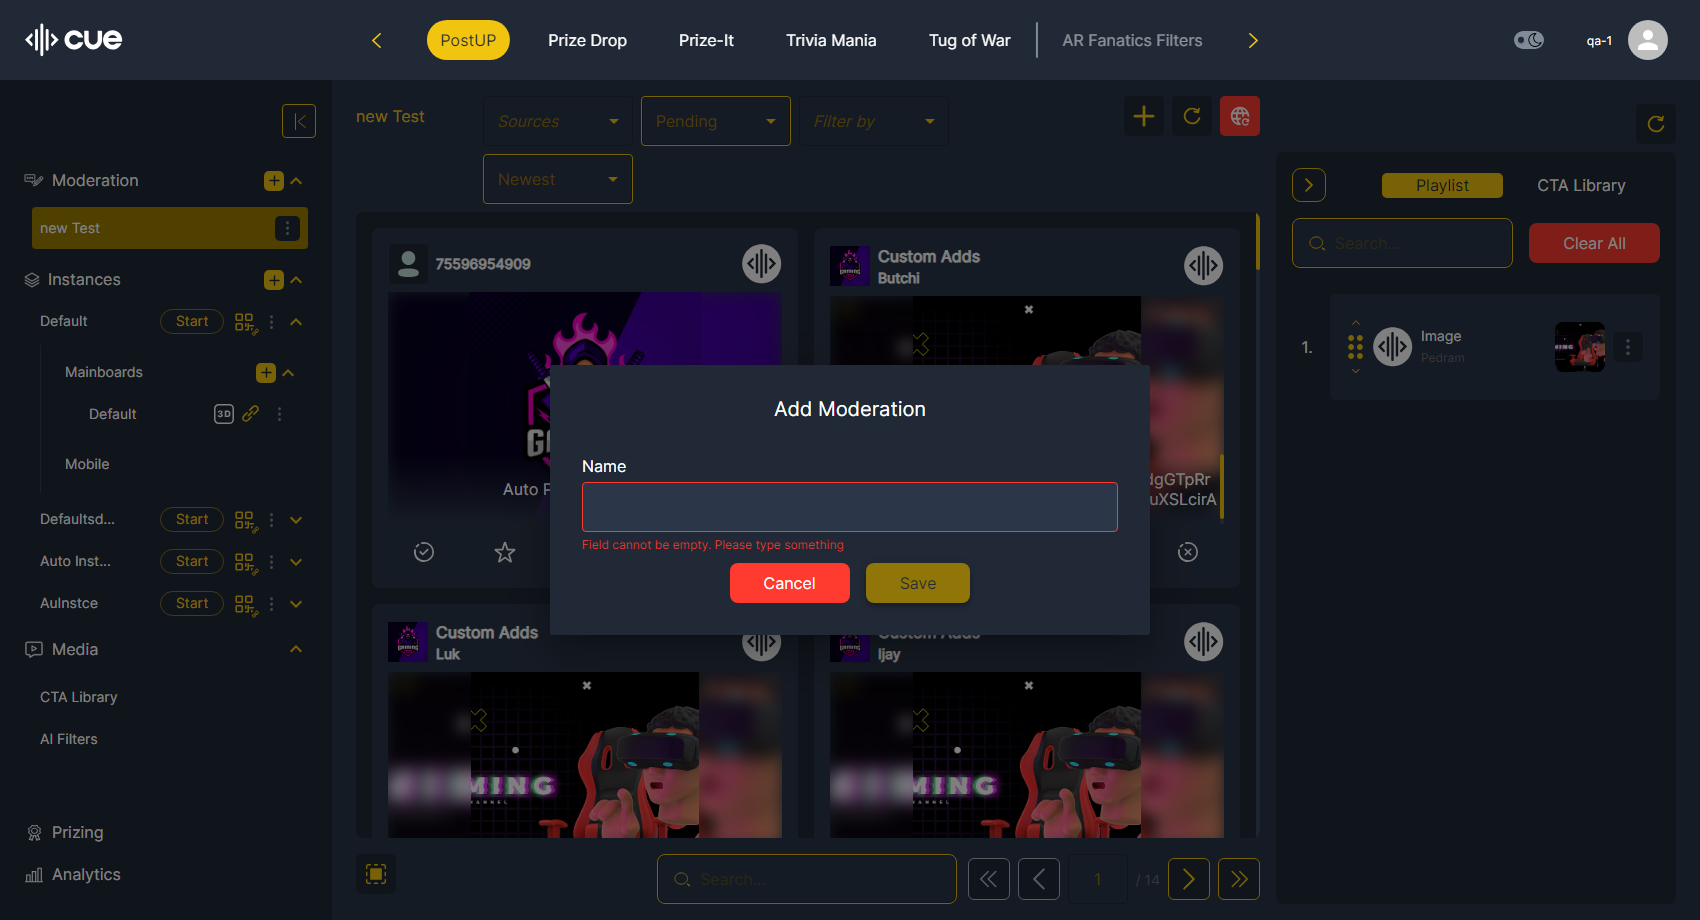 cue
PostUP
Prize Drop
Prize-It
Trivia Mania
Tug of War
AR Fanatics Filters
qa-1
Moderation
new Test
Instances
Default
Start
Mainboards
Default
3D
Mobile
Defaultsd...
Start
Auto Inst...
Start
AuInstce
Start
Media
CTA Library
AI Filters
Prizing
Analytics
new Test
Sources
Pending
Filter by
Newest
75596954909
Auto
Custom Adds
Butchi
Custom Adds
Luk
MING
Custom Adds
Ijay
MING
Add Moderation
Name
Field cannot be empty. Please type something
Cancel
Save
Search...
1
/ 14
Playlist
CTA Library
Search...
Clear All
1.
Image
Pedram